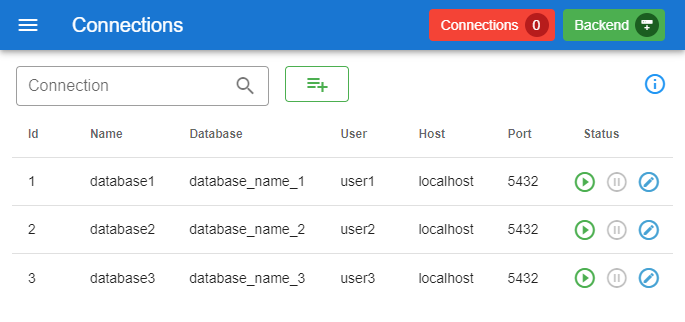 Connections Connections 0 Backend
Connection
Id Name Database User Host Port Status
1 database1 database_name_1 user1 localhost 5432
2 database2 database_name_2 user2 localhost 5432
3 database3 database_name_3 user3 localhost 5432